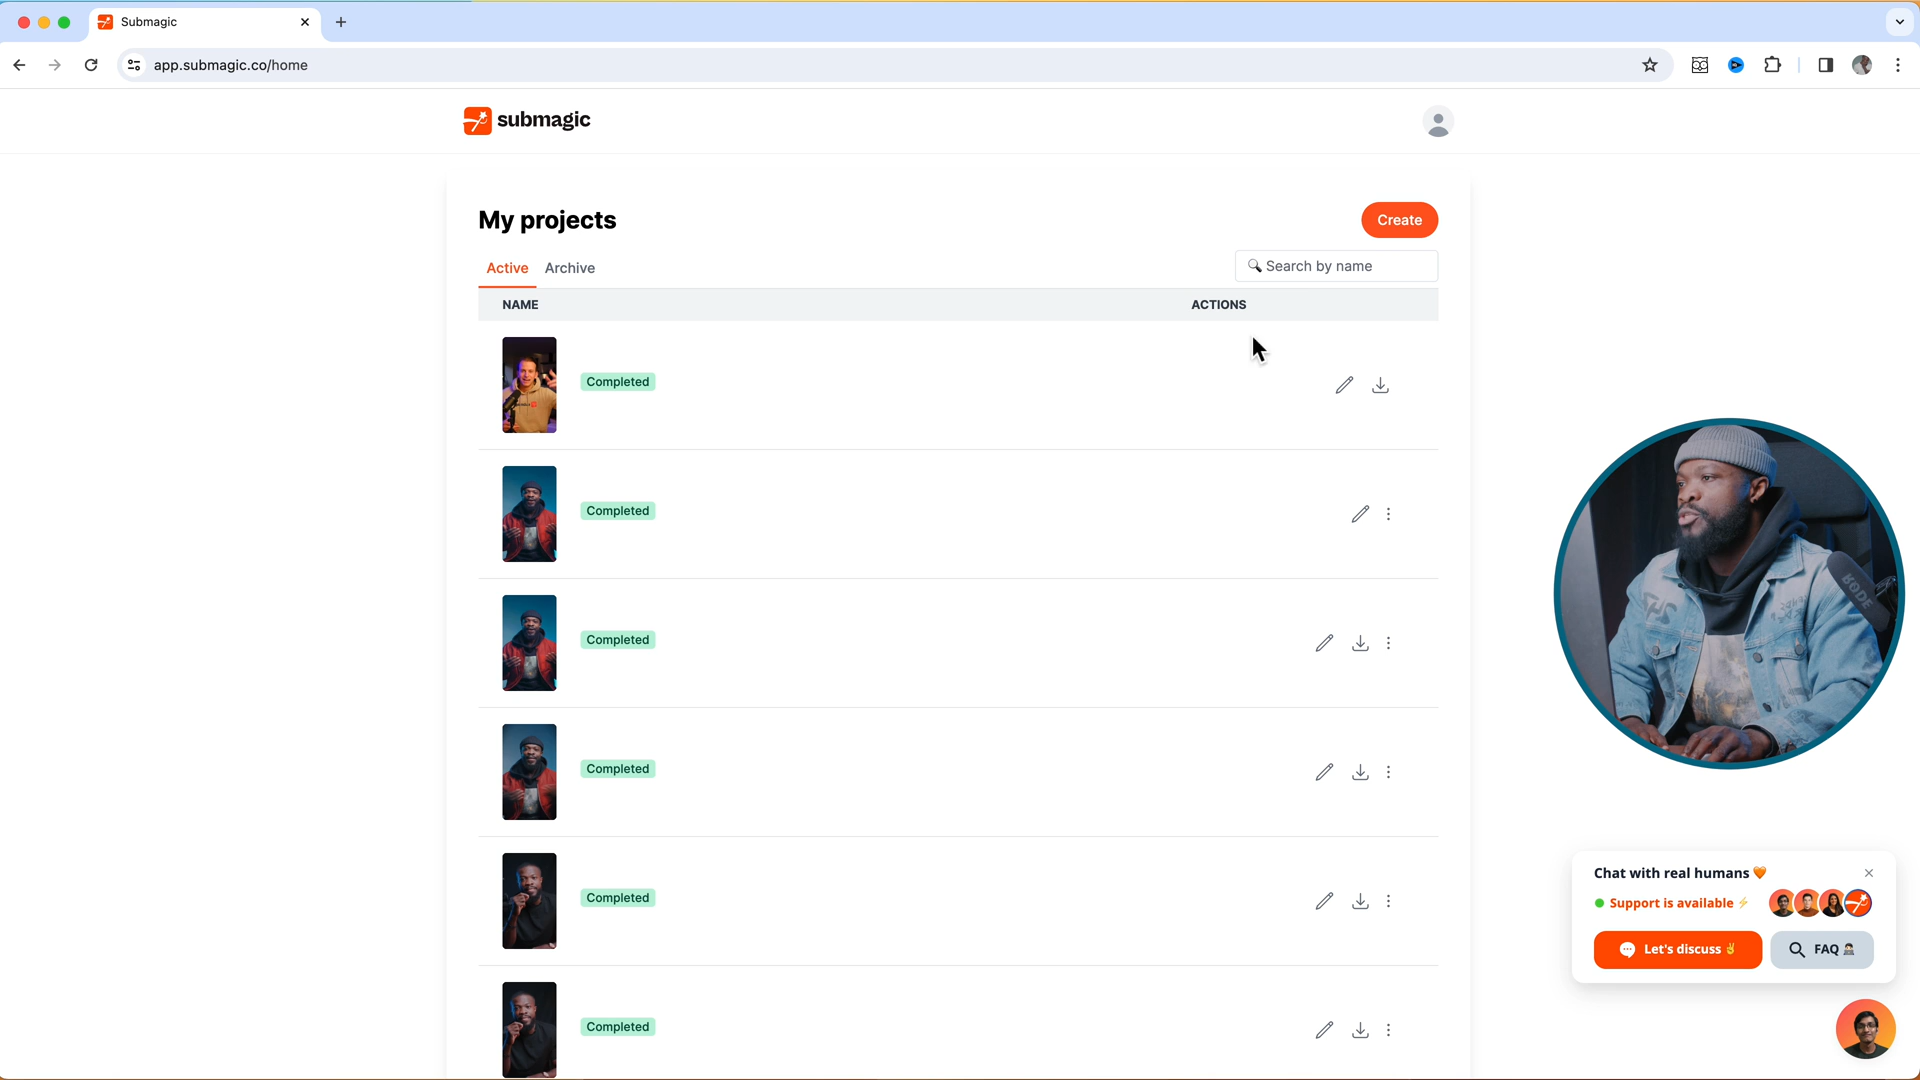 Submagic
app.submagic.co/home
submagic
My projects
Create
Active
Archive
Search by name
NAME
ACTIONS
Completed
Completed
Completed
Completed
Completed
Completed
RODE
Chat with real humans 🧡
Support is available ⚡
Let's discuss ✌
FAQ